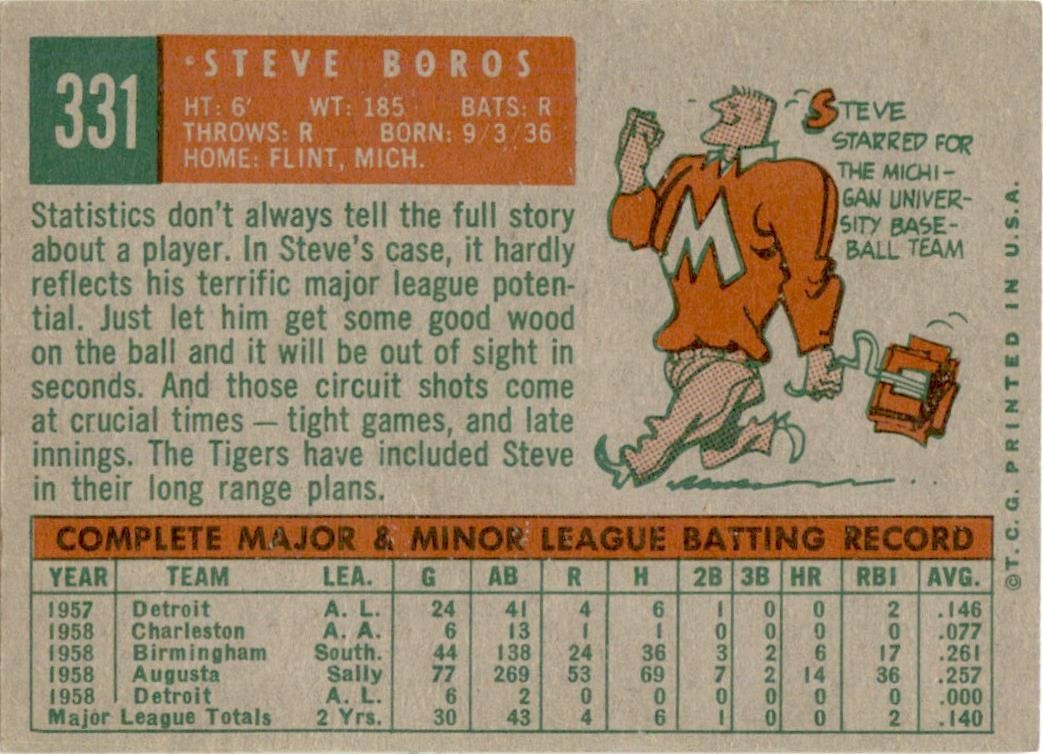 331
STEVE BOROS
HT: 6' WT: 185 BATS: R
THROWS: R BORN: 9/3/36
HOME: FLINT, MICH.
Statistics don't always tell the full story
about a player. In Steve's case, it hardly
reflects his terrific major league poten-
tial. Just let him get some good wood
on the ball and it will be out of sight in
seconds. And those circuit shots come
at crucial times — tight games, and late
innings. The Tigers have included Steve
in their long range plans.
M
STEVE
STARRED FOR
THE MICHI-
GAN UNIVER-
SITY BASE-
BALL TEAM
COMPLETE MAJOR & MINOR LEAGUE BATTING RECORD
YEAR TEAM LEA. G AB R H 2B 3B HR RBI AVG.
1957 Detroit A. L. 24 41 4 6 1 0 0 2 .146
1958 Charleston A. A. 6 13 1 1 0 0 0 0 .077
1958 Birmingham South. 44 138 24 36 3 2 6 17 .261
1958 Augusta Sally 77 269 53 69 7 2 14 36 .257
1958 Detroit A. L. 6 2 0 0 0 0 0 0 .000
Major League Totals 2 Yrs. 30 43 4 6 1 0 0 2 .140
©T. C. G. PRINTED IN U.S.A.